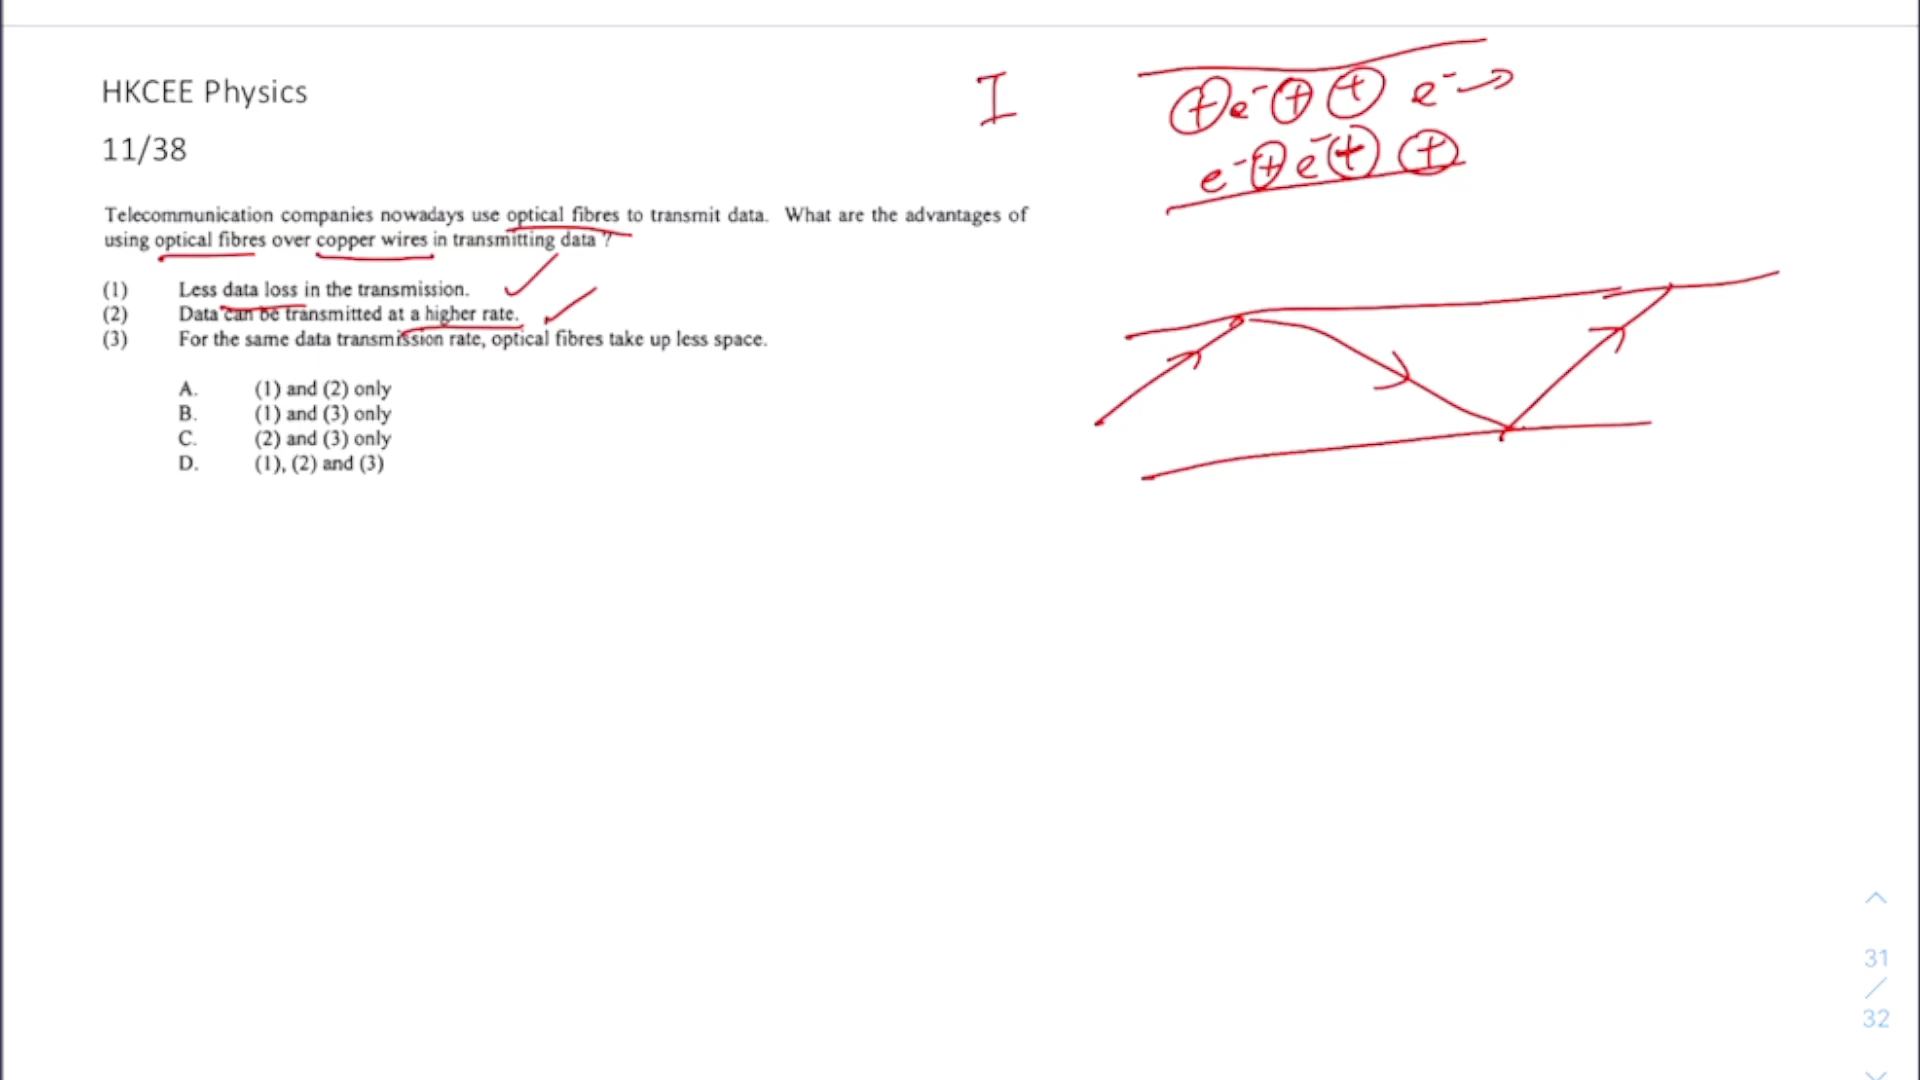 HKCEE Physics
11/38
Telecommunication companies nowadays use optical fibres to transmit data. What are the advantages of
using optical fibres over copper wires in transmitting data ?
(1) Less data loss in the transmission.
(2) Data can be transmitted at a higher rate.
(3) For the same data transmission rate, optical fibres take up less space.
A. (1) and (2) only
B. (1) and (3) only
C. (2) and (3) only
D. (1), (2) and (3)
I
+ e⁻ + + e⁻ →
e⁻ + e⁻ + +
31
/
32